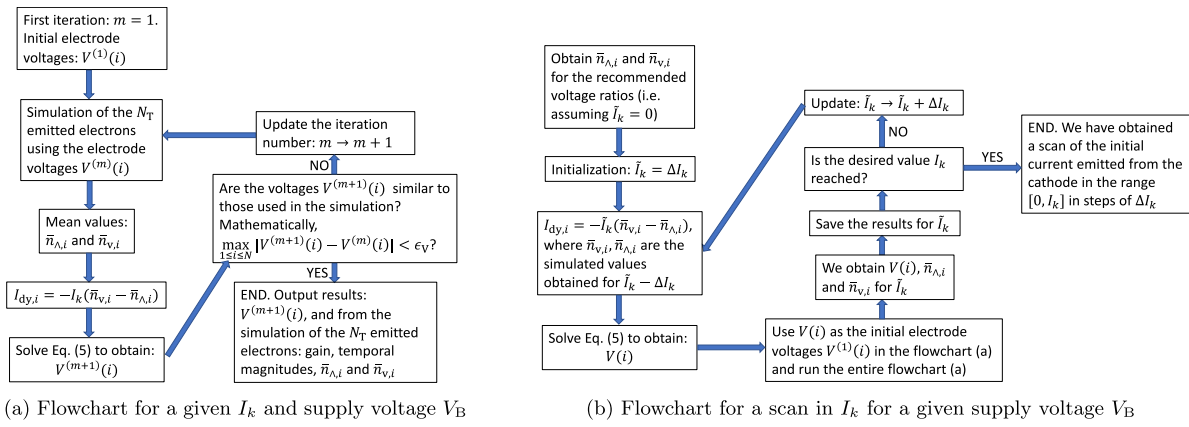 First iteration: m = 1.
Initial electrode
voltages: V^(1)(i)
Simulation of the N_T
emitted electrons
using the electrode
voltages V^(m)(i)
Mean values:
n̄_∧,i and n̄_v,i
I_dy,i = −I_k(n̄_v,i − n̄_∧,i)
Solve Eq. (5) to obtain:
V^(m+1)(i)
Update the iteration
number: m → m + 1
NO
Are the voltages V^(m+1)(i) similar to
those used in the simulation?
Mathematically,
max_{1≤i≤N} |V^(m+1)(i) − V^(m)(i)| < ϵ_V?
YES
END. Output results:
V^(m+1)(i), and from the
simulation of the N_T emitted
electrons: gain, temporal
magnitudes, n̄_∧,i and n̄_v,i
(a) Flowchart for a given I_k and supply voltage V_B
Obtain n̄_∧,i and n̄_v,i
for the recommended
voltage ratios (i.e.
assuming Ĩ_k = 0)
Initialization: Ĩ_k = ΔI_k
I_dy,i = −Ĩ_k(n̄_v,i − n̄_∧,i),
where n̄_v,i, n̄_∧,i are the
simulated values
obtained for Ĩ_k − ΔI_k
Solve Eq. (5) to obtain:
V(i)
Use V(i) as the initial electrode
voltages V^(1)(i) in the flowchart (a)
and run the entire flowchart (a)
We obtain V(i), n̄_∧,i
and n̄_v,i for Ĩ_k
Save the results for Ĩ_k
Is the desired value I_k
reached?
NO
Update: Ĩ_k → Ĩ_k + ΔI_k
YES
END. We have obtained
a scan of the initial
current emitted from the
cathode in the range
[0, I_k] in steps of ΔI_k
(b) Flowchart for a scan in I_k for a given supply voltage V_B